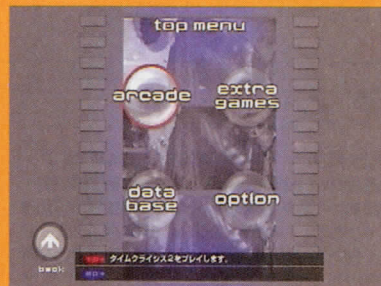 top menu
arcade
extra
games
data
base
option
タイムクライシス2をプレイします。
back